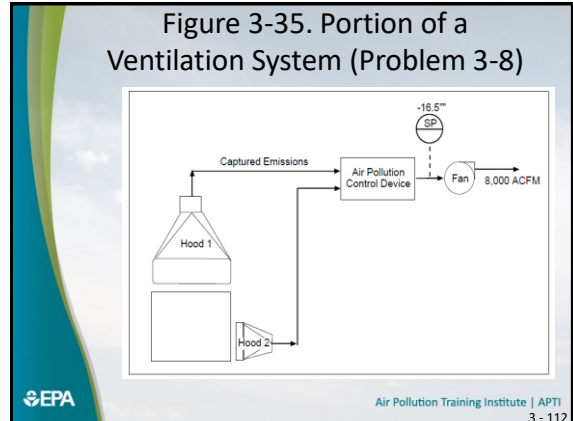 Figure 3-35. Portion of a
Ventilation System (Problem 3-8)
-16.5""
SP
Captured Emissions
Air Pollution
Control Device
Fan
8,000 ACFM
Hood 1
Hood 2
EPA
Air Pollution Training Institute | APTI
3 - 112